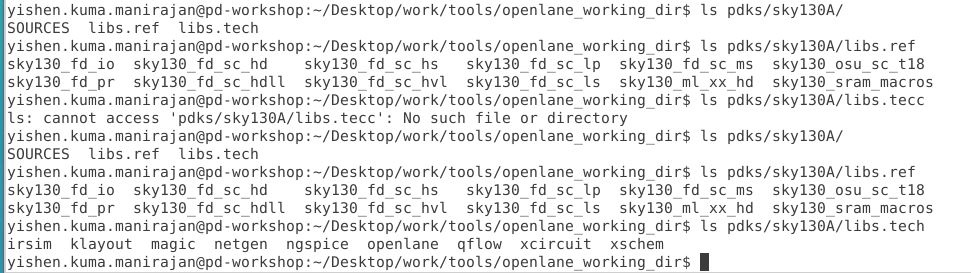 yishen.kuma.manirajan@pd-workshop:~/Desktop/work/tools/openlane_working_dir$ ls pdks/sky130A/
SOURCES  libs.ref  libs.tech
yishen.kuma.manirajan@pd-workshop:~/Desktop/work/tools/openlane_working_dir$ ls pdks/sky130A/libs.ref
sky130_fd_io  sky130_fd_sc_hd    sky130_fd_sc_hs   sky130_fd_sc_lp  sky130_fd_sc_ms   sky130_osu_sc_t18
sky130_fd_pr  sky130_fd_sc_hdll  sky130_fd_sc_hvl  sky130_fd_sc_ls  sky130_ml_xx_hd  sky130_sram_macros
yishen.kuma.manirajan@pd-workshop:~/Desktop/work/tools/openlane_working_dir$ ls pdks/sky130A/libs.tecc
ls: cannot access 'pdks/sky130A/libs.tecc': No such file or directory
yishen.kuma.manirajan@pd-workshop:~/Desktop/work/tools/openlane_working_dir$ ls pdks/sky130A/
SOURCES  libs.ref  libs.tech
yishen.kuma.manirajan@pd-workshop:~/Desktop/work/tools/openlane_working_dir$ ls pdks/sky130A/libs.ref
sky130_fd_io  sky130_fd_sc_hd    sky130_fd_sc_hs   sky130_fd_sc_lp  sky130_fd_sc_ms   sky130_osu_sc_t18
sky130_fd_pr  sky130_fd_sc_hdll  sky130_fd_sc_hvl  sky130_fd_sc_ls  sky130_ml_xx_hd  sky130_sram_macros
yishen.kuma.manirajan@pd-workshop:~/Desktop/work/tools/openlane_working_dir$ ls pdks/sky130A/libs.tech
irsim  klayout  magic  netgen  ngspice  openlane  qflow  xcircuit  xschem
yishen.kuma.manirajan@pd-workshop:~/Desktop/work/tools/openlane_working_dir$